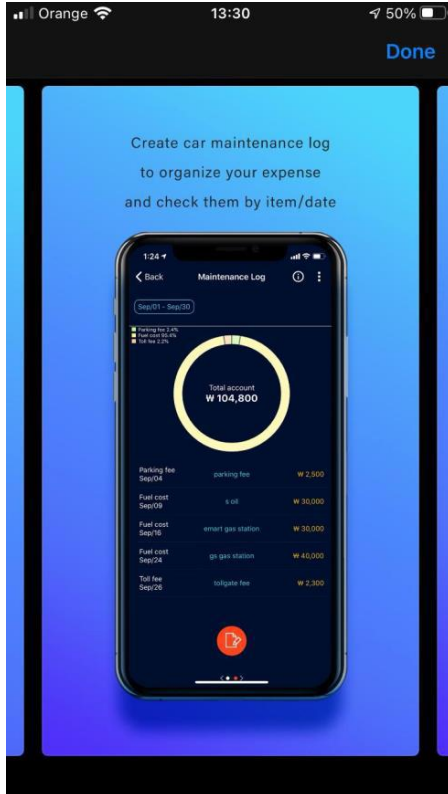 Orange 13:30 50%
Done
Create car maintenance log
to organize your expense
and check them by item/date
1:24
Back Maintenance Log
Sep/01 - Sep/30
Parking fee 2.4%
Fuel cost 95.4%
Toll fee 2.2%
Total account
₩ 104,800
Parking fee parking fee ₩ 2,500
Sep/04
Fuel cost s oil ₩ 30,000
Sep/09
Fuel cost emart gas station ₩ 30,000
Sep/16
Fuel cost gs gas station ₩ 40,000
Sep/24
Toll fee tollgate fee ₩ 2,300
Sep/26